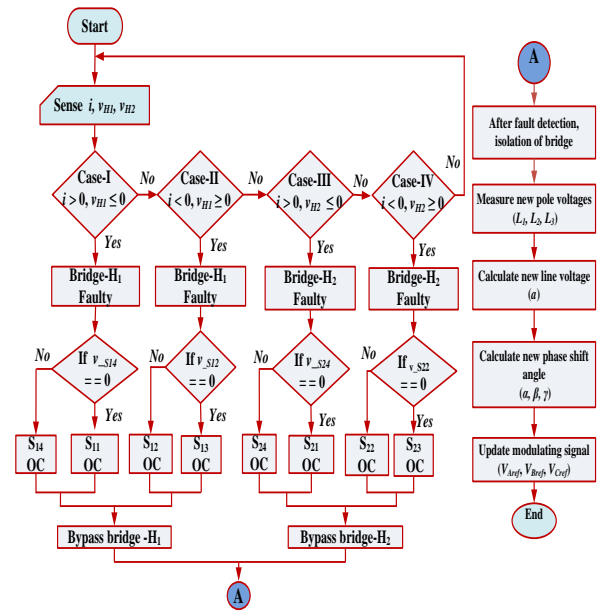 Start
Sense i, vH1, vH2
Case-I
i > 0, vH1 ≤ 0
No
Case-II
i < 0, vH1 ≥ 0
No
Case-III
i > 0, vH2 ≤ 0
No
Case-IV
i < 0, vH2 ≥ 0
No
Yes
Yes
Yes
Yes
Bridge-H1
Faulty
Bridge-H1
Faulty
Bridge-H2
Faulty
Bridge-H2
Faulty
No
If v_S14
== 0
Yes
No
If v_S12
== 0
Yes
No
If v_S24
== 0
Yes
No
If v_S22
== 0
Yes
S14
OC
S11
OC
S12
OC
S13
OC
S24
OC
S21
OC
S22
OC
S23
OC
Bypass bridge -H1
Bypass bridge-H2
A
A
After fault detection,
isolation of bridge
Measure new pole voltages
(L1, L2, L3)
Calculate new line voltage
(a)
Calculate new phase shift
angle
(α, β, γ)
Update modulating signal
(VAref, VBref, VCref)
End